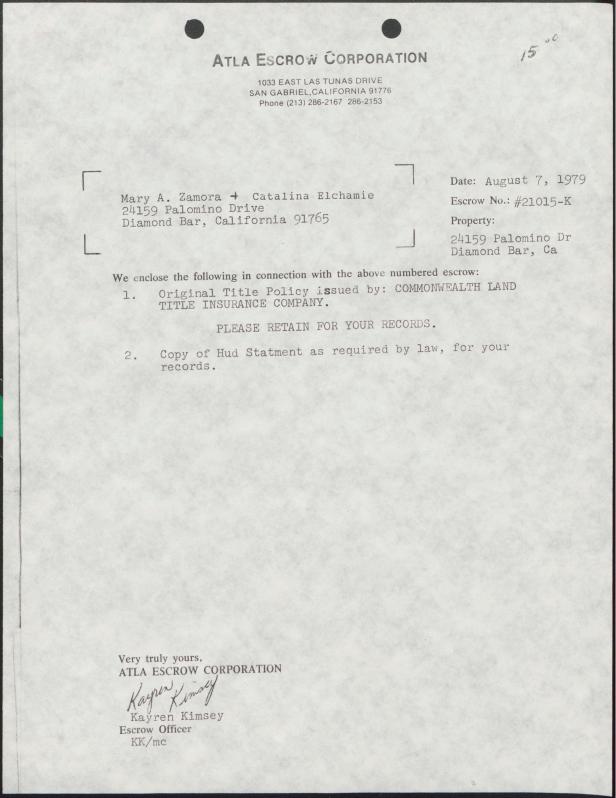 15 00
ATLA ESCROW CORPORATION
1033 EAST LAS TUNAS DRIVE
SAN GABRIEL, CALIFORNIA 91776
Phone (213) 286-2167 286-2153
Mary A. Zamora + Catalina Elchamie
24159 Palomino Drive
Diamond Bar, California 91765
Date: August 7, 1979
Escrow No.: #21015-K
Property:
24159 Palomino Dr
Diamond Bar, Ca
We enclose the following in connection with the above numbered escrow:
1. Original Title Policy issued by: COMMONWEALTH LAND
TITLE INSURANCE COMPANY.
PLEASE RETAIN FOR YOUR RECORDS.
2. Copy of Hud Statment as required by law, for your
records.
Very truly yours,
ATLA ESCROW CORPORATION
Kayren Kimsey
Kayren Kimsey
Escrow Officer
KK/mc